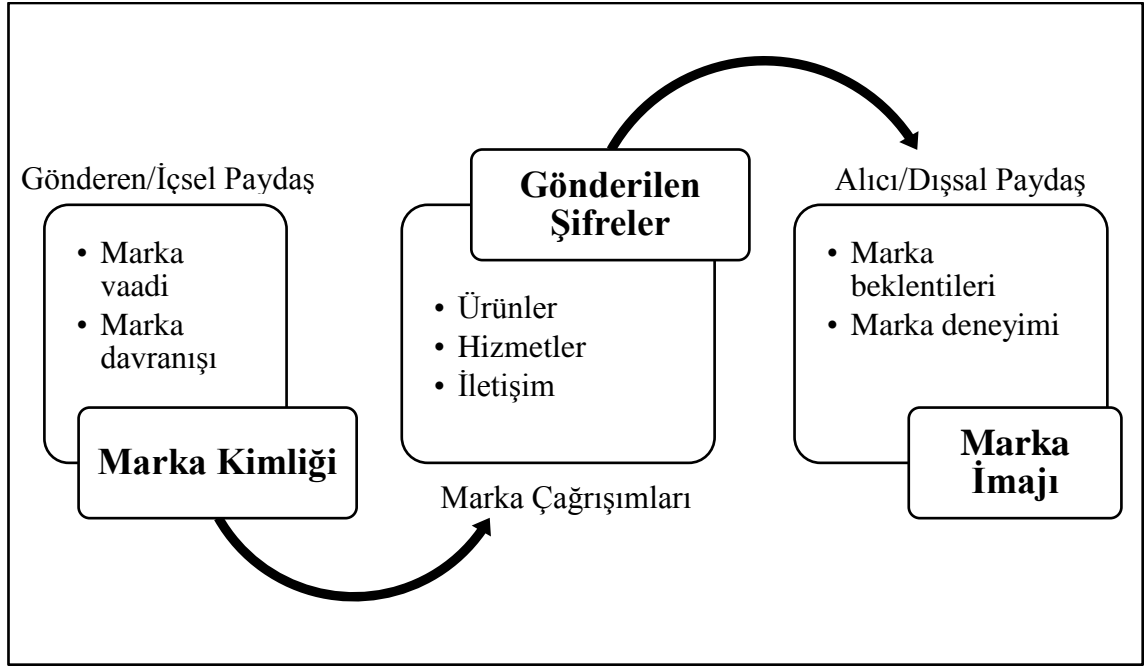 Gönderen/İçsel Paydaş
• Marka
vaadi
• Marka
davranışı
Marka Kimliği
Gönderilen
Şifreler
• Ürünler
• Hizmetler
• İletişim
Marka Çağrışımları
Alıcı/Dışsal Paydaş
• Marka
beklentileri
• Marka deneyimi
Marka
İmajı